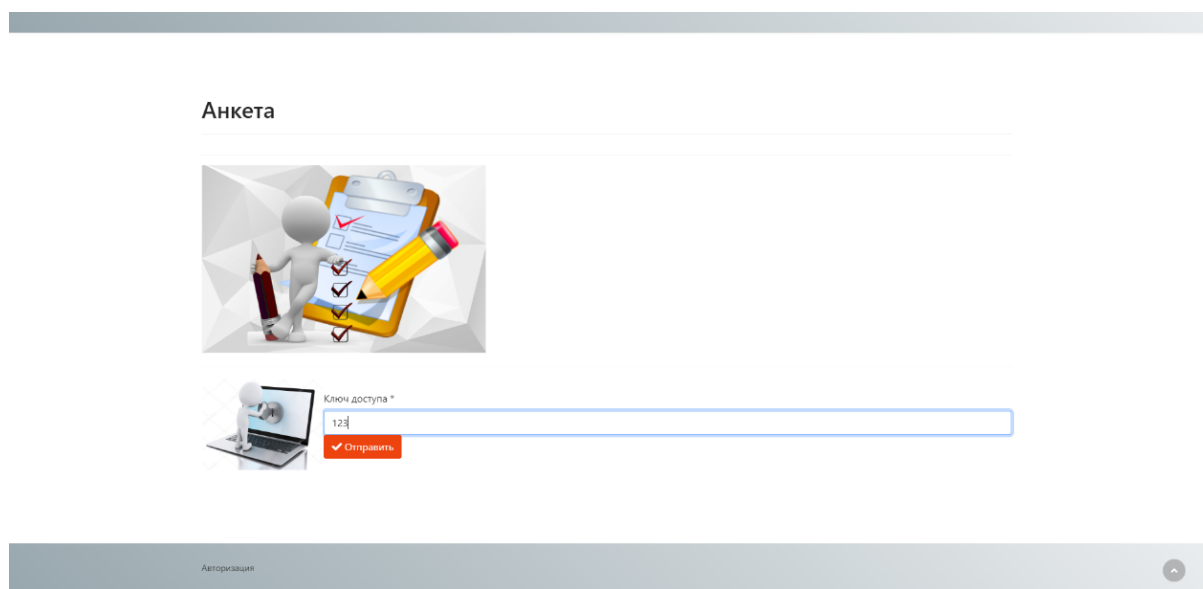 Анкета
Ключ доступа *
123
Отправить
Авторизация